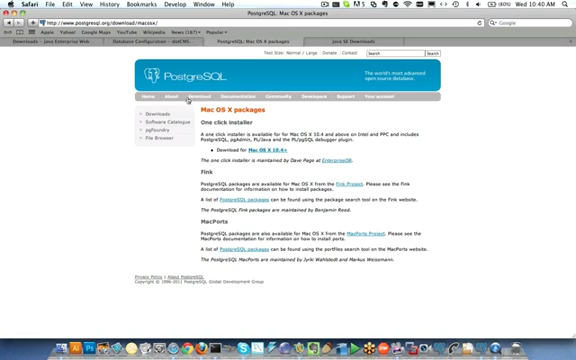 Safari File Edit View History Bookmarks Develop Window Help
Wed 10:40 AM
PostgreSQL: Mac OS X packages
http://www.postgresql.org/download/macosx/
Google
Apple Yahoo! Google Maps YouTube Wikipedia News (187) Popular
Downloads - Java Enterprise Web
Database Configuration - dotCMS...
PostgreSQL: Mac OS X packages
Java SE Downloads
Text Size: Normal / Large | Donate | Contact
Search
Search
PostgreSQL
The world's most advanced
open source database.
Home About Download Documentation Community Developers Support Your account
Downloads
Software Catalogue
pgFoundry
File Browser
Mac OS X packages
One click installer
A one click installer is available for for Mac OS X 10.4 and above on Intel and PPC and includes
PostgreSQL, pgAdmin, PL/Java and the PL/pgSQL debugger plugin.
Download for Mac OS X 10.4+
The one click installer is maintained by Dave Page at EnterpriseDB.
Fink
PostgreSQL packages are available for Mac OS X from the Fink Project. Please see the Fink
documentation for information on how to install packages.
A list of PostgreSQL packages can be found using the package search tool on the Fink website.
The PostgreSQL Fink packages are maintained by Benjamin Reed.
MacPorts
PostgreSQL packages are also available for Mac OS X from the MacPorts Project. Please see the
MacPorts documentation for information on how to install ports.
A list of PostgreSQL packages can be found using the portfiles search tool on the MacPorts website.
The PostgreSQL MacPorts are maintained by Jyrki Wahlstedt and Markus Weissmann.
Privacy Policy | About PostgreSQL
Copyright © 1996-2011 PostgreSQL Global Development Group